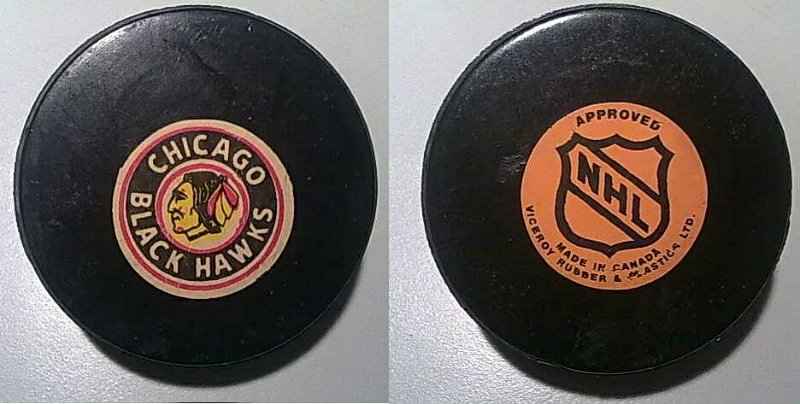 CHICAGO
BLACK HAWKS
APPROVED
NHL
MADE IN CANADA
VICEROY RUBBER & PLASTICS LTD.